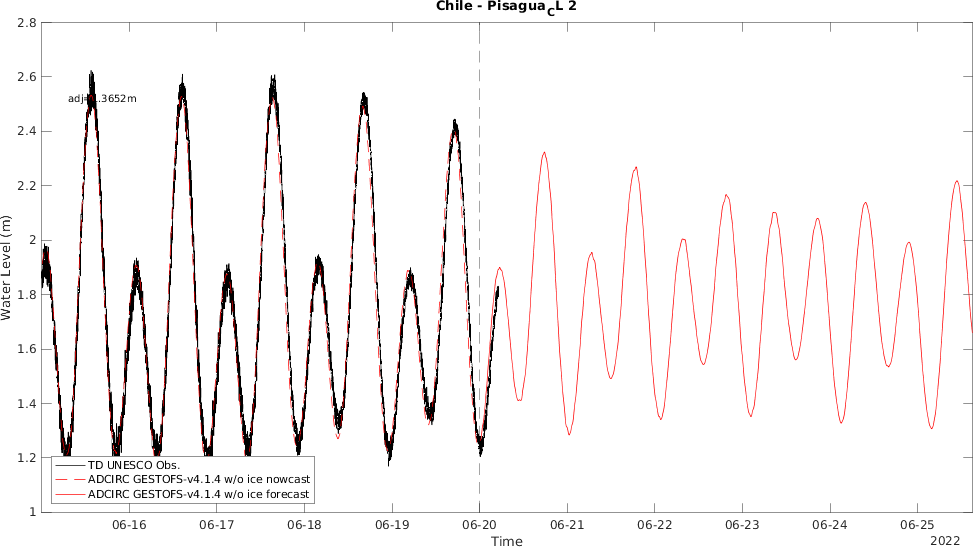 Chile - Pisagua_CL 2
2.8
2.6
2.4
2.2
2
1.8
1.6
1.4
1.2
1
Water Level (m)
adj= .3652m
TD UNESCO Obs.
ADCIRC GESTOFS-v4.1.4 w/o ice nowcast
ADCIRC GESTOFS-v4.1.4 w/o ice forecast
06-16 06-17 06-18 06-19 06-20 06-21 06-22 06-23 06-24 06-25
Time
2022